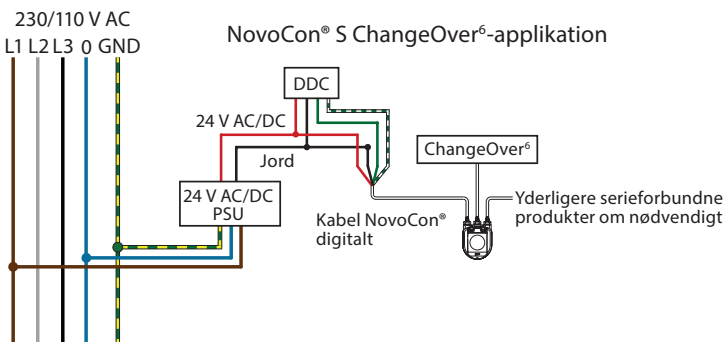 230/110 V AC
L1 L2 L3 0 GND
NovoCon® S ChangeOver⁶-applikation
DDC
24 V AC/DC
Jord
ChangeOver⁶
24 V AC/DC
PSU
Kabel NovoCon®
digitalt
Yderligere serieforbundne
produkter om nødvendigt